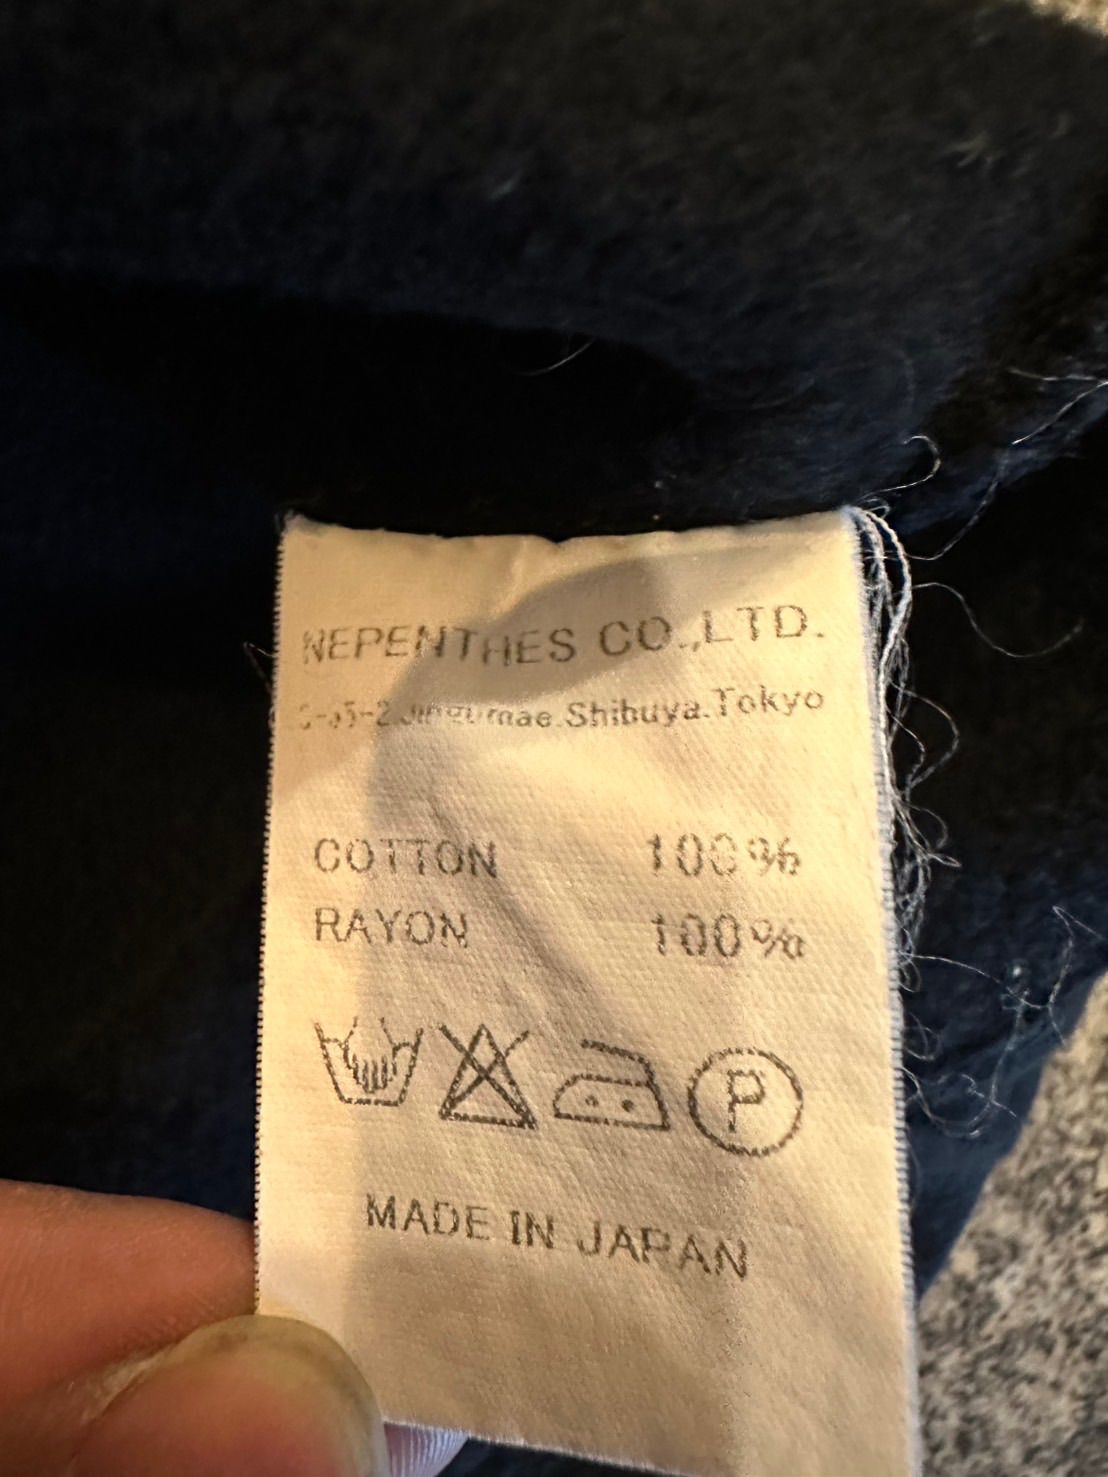 NEPENTHES CO.,LTD.
Jingumae.Shibuya.Tokyo
COTTON 100%
RAYON 100%
P
MADE IN JAPAN